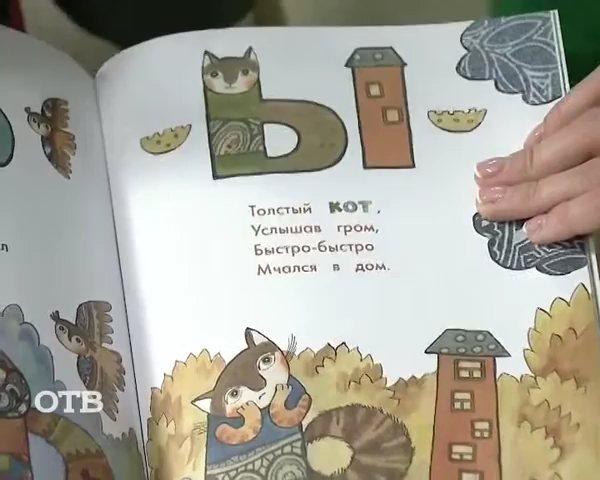 Ы
Толстый КОТ,
Услышав гром,
Быстро-быстро
Мчался в дом.
л
ОТВ